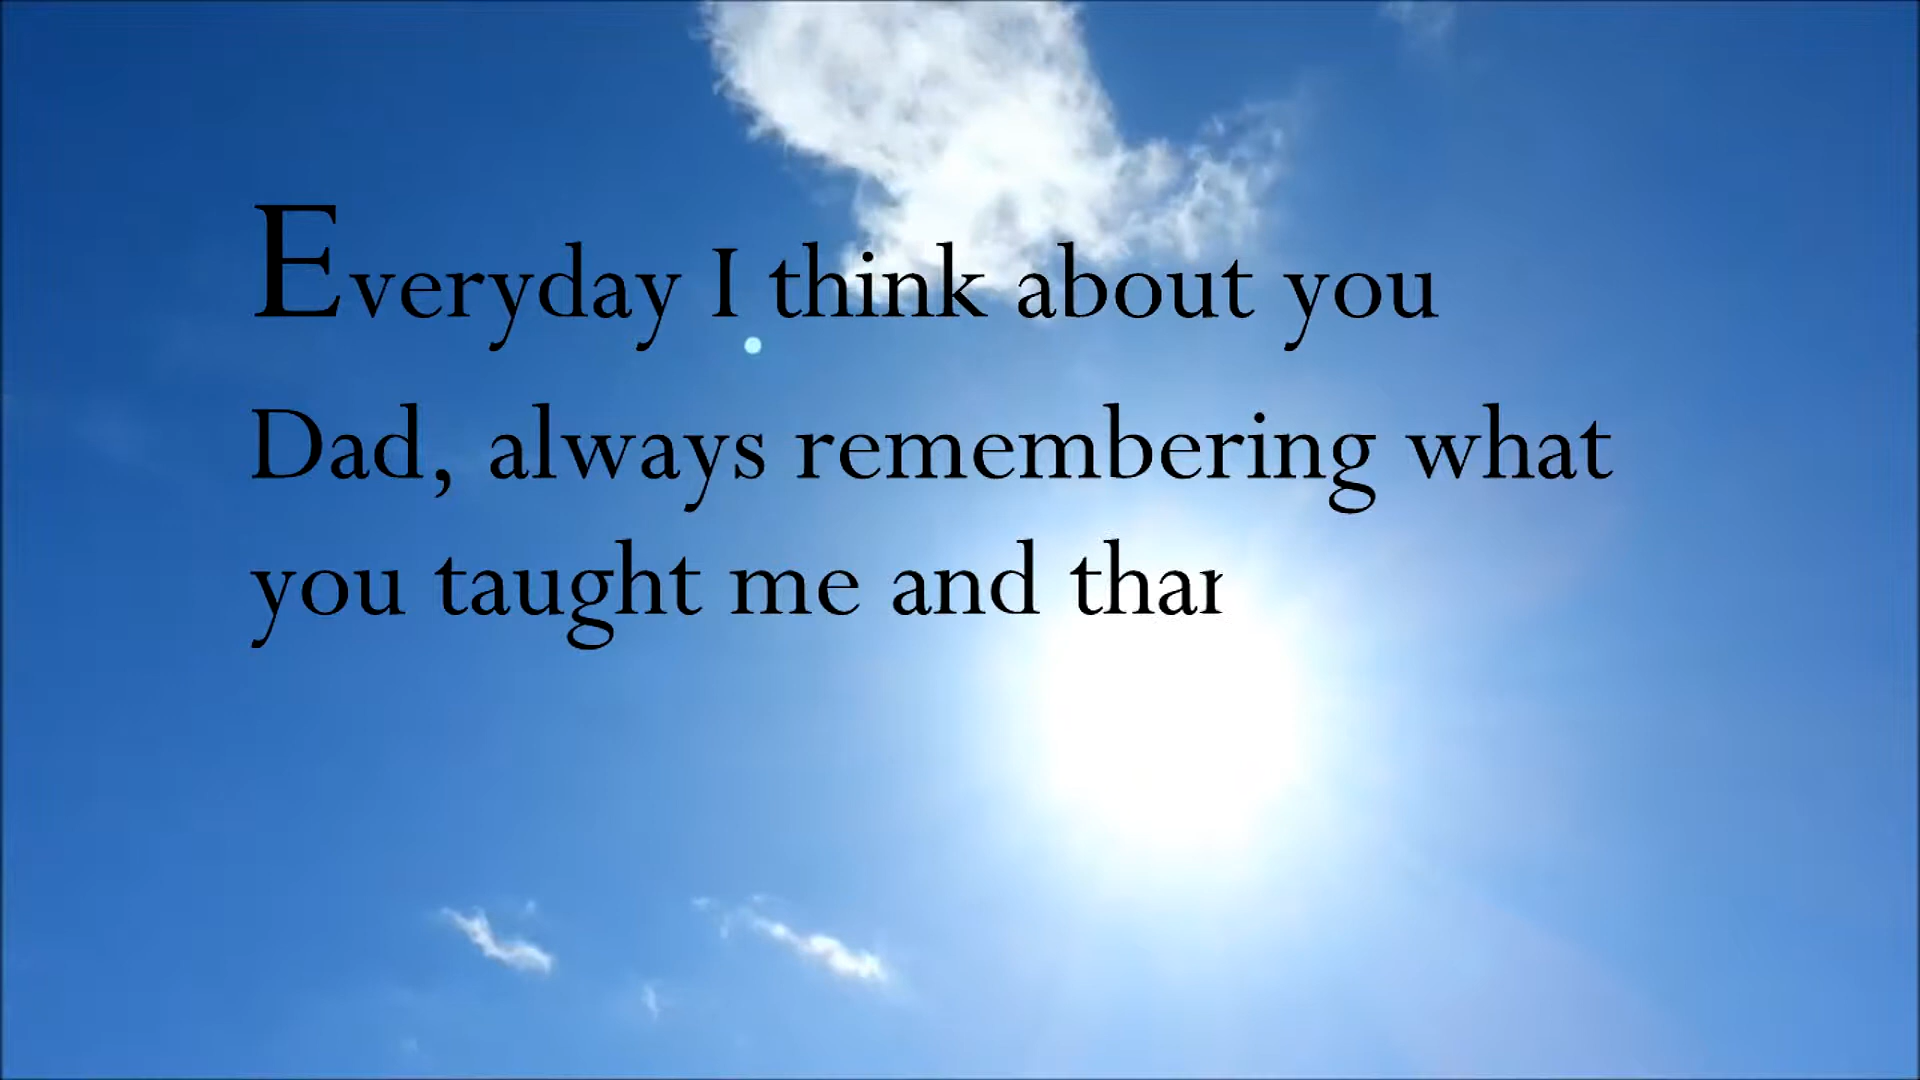 Everyday I think about you
Dad, always remembering what
you taught me and